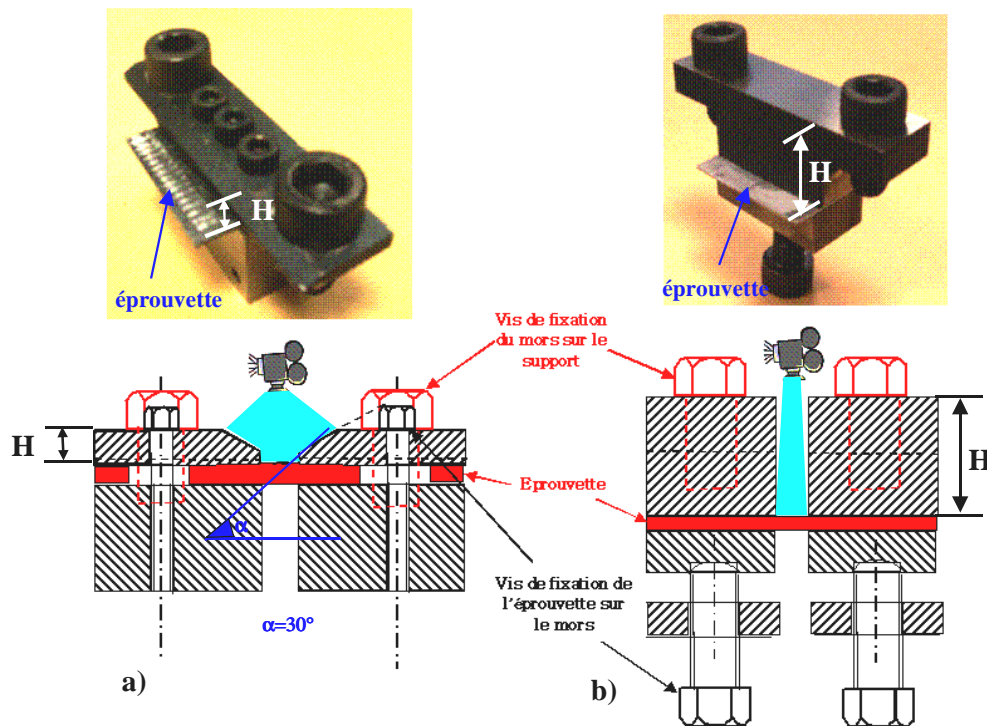 H
éprouvette
H
éprouvette
Vis de fixation
du mors sur le
support
H
H
Eprouvette
α
Vis de fixation de
l'éprouvette sur
le mors
α=30°
a)
b)